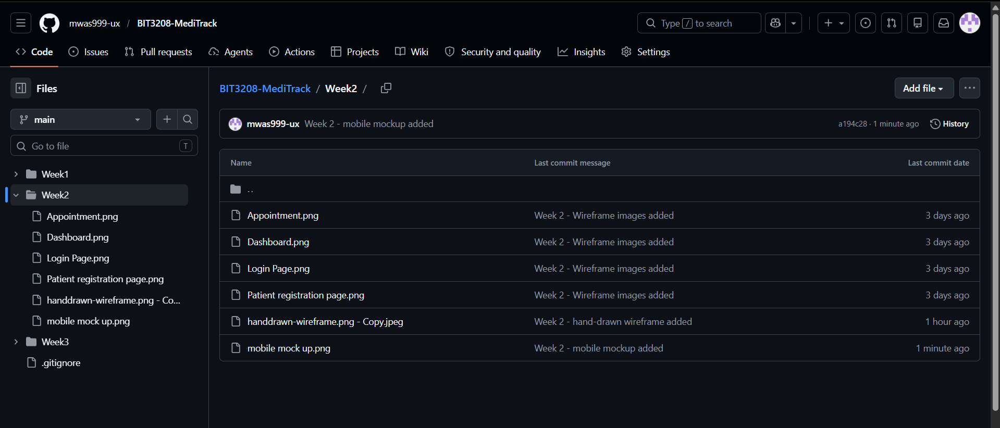 mwas999-ux / BIT3208-MediTrack
Type / to search
Code Issues Pull requests Agents Actions Projects Wiki Security and quality Insights Settings
Files
main
Go to file T
Week1
Week2
Appointment.png
Dashboard.png
Login Page.png
Patient registration page.png
handdrawn-wireframe.png - Co...
mobile mock up.png
Week3
.gitignore
BIT3208-MediTrack / Week2 /
Add file
mwas999-ux Week 2 - mobile mockup added a194c28 · 1 minute ago History
Name Last commit message Last commit date
..
Appointment.png Week 2 - Wireframe images added 3 days ago
Dashboard.png Week 2 - Wireframe images added 3 days ago
Login Page.png Week 2 - Wireframe images added 3 days ago
Patient registration page.png Week 2 - Wireframe images added 3 days ago
handdrawn-wireframe.png - Copy.jpeg Week 2 - hand-drawn wireframe added 1 hour ago
mobile mock up.png Week 2 - mobile mockup added 1 minute ago